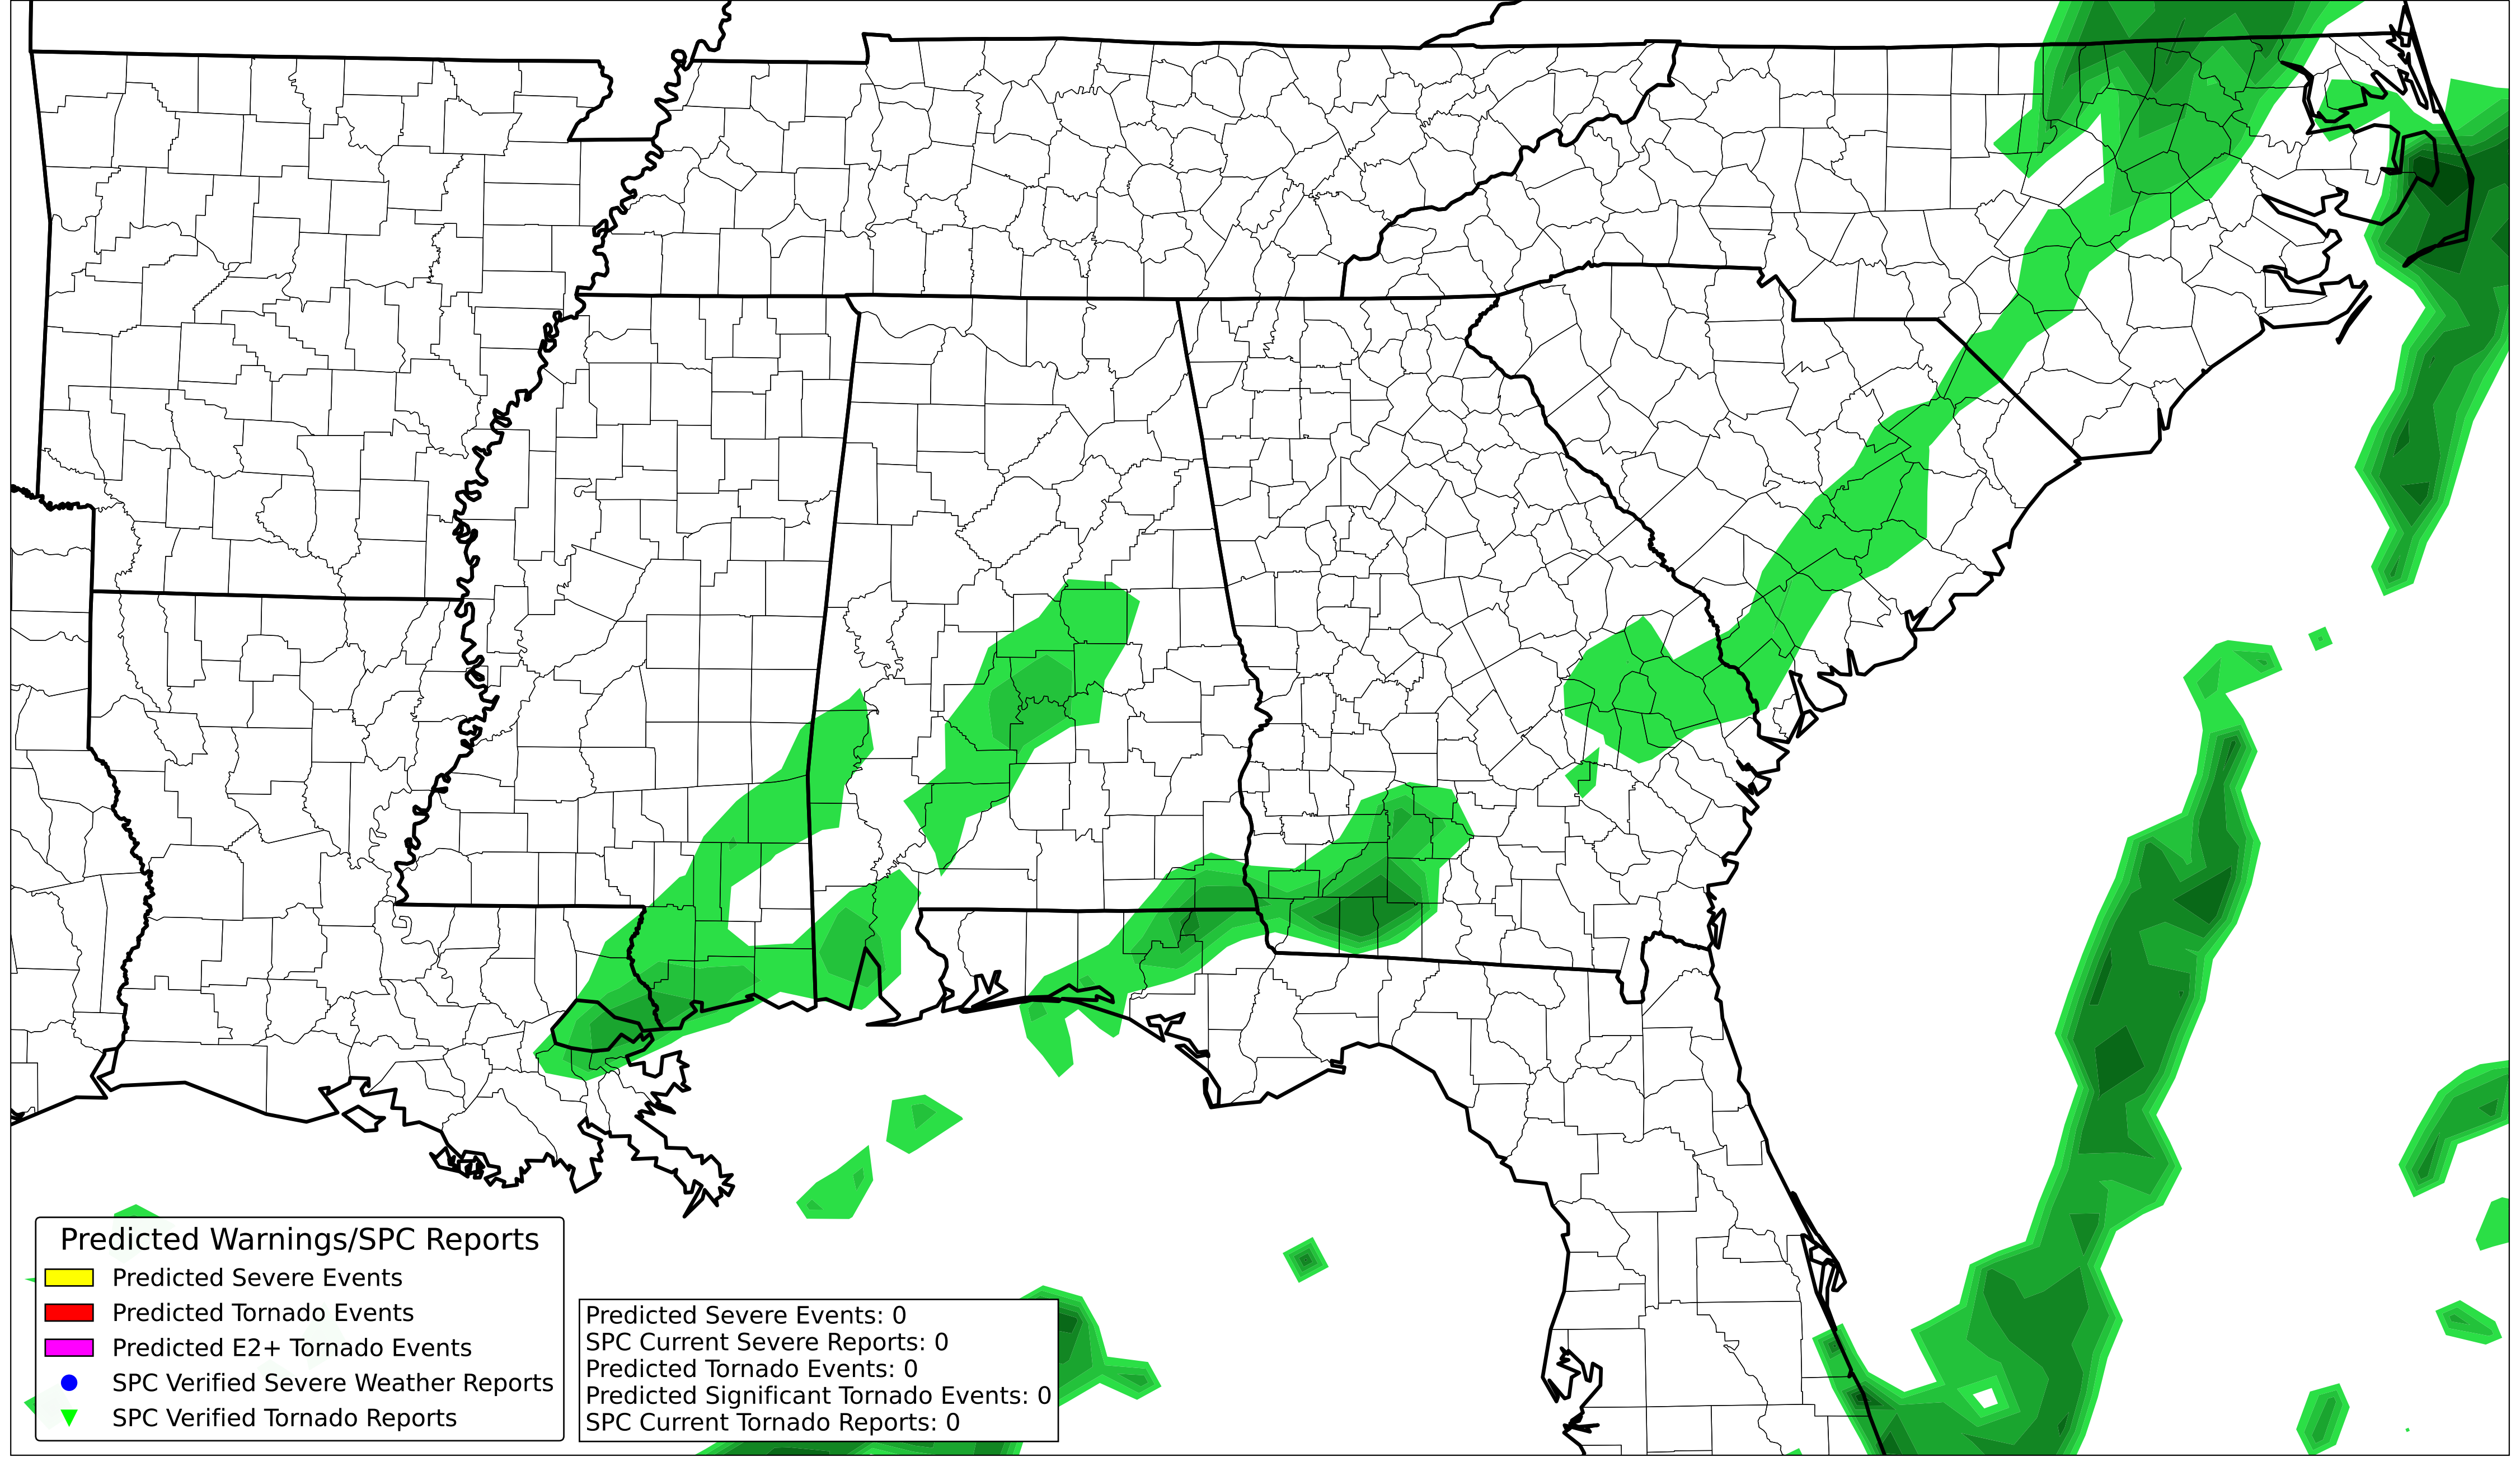 Predicted Warnings/SPC Reports
Predicted Severe Events
Predicted Tornado Events
Predicted E2+ Tornado Events
SPC Verified Severe Weather Reports
SPC Verified Tornado Reports
Predicted Severe Events: 0
SPC Current Severe Reports: 0
Predicted Tornado Events: 0
Predicted Significant Tornado Events: 0
SPC Current Tornado Reports: 0